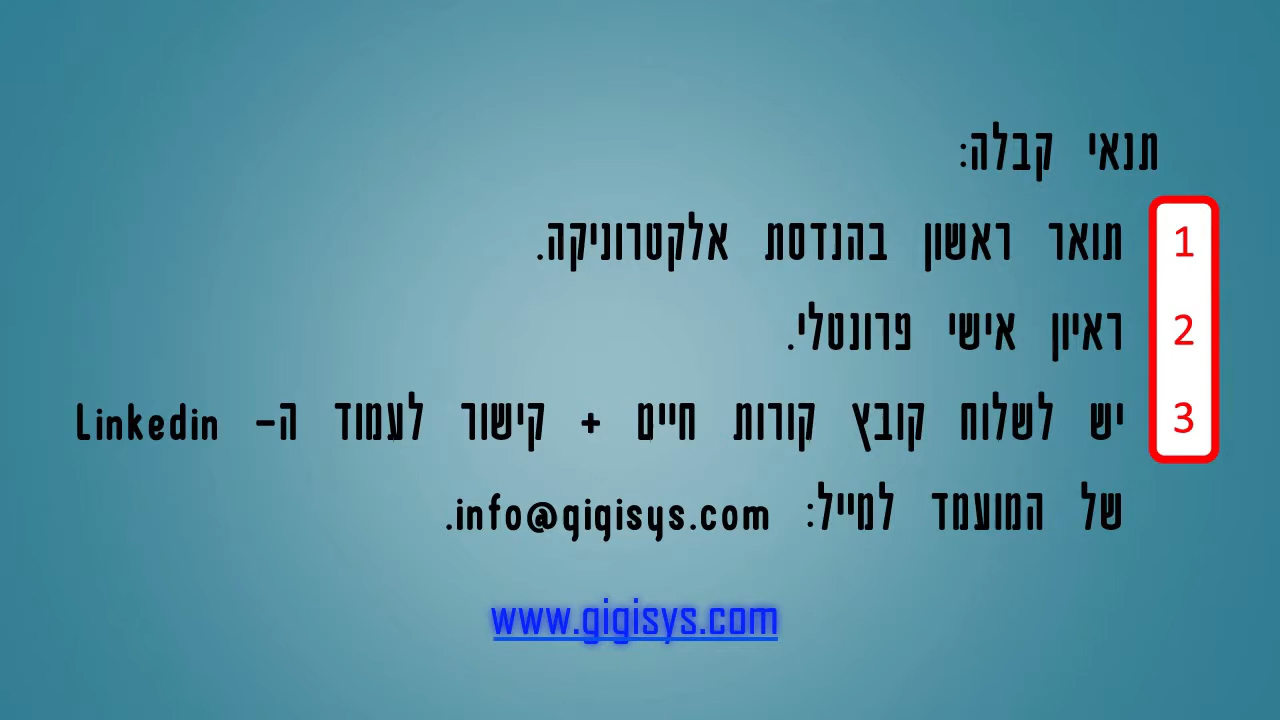 תנאי קבלה:
1 תואר ראשון בהנדסת אלקטרוניקה.
2 ראיון אישי פרונטלי.
3 יש לשלוח קובץ קורות חיים + קישור לעמוד ה- Linkedin
של המועמד למייל: info@gigisys.com.
www.gigisys.com